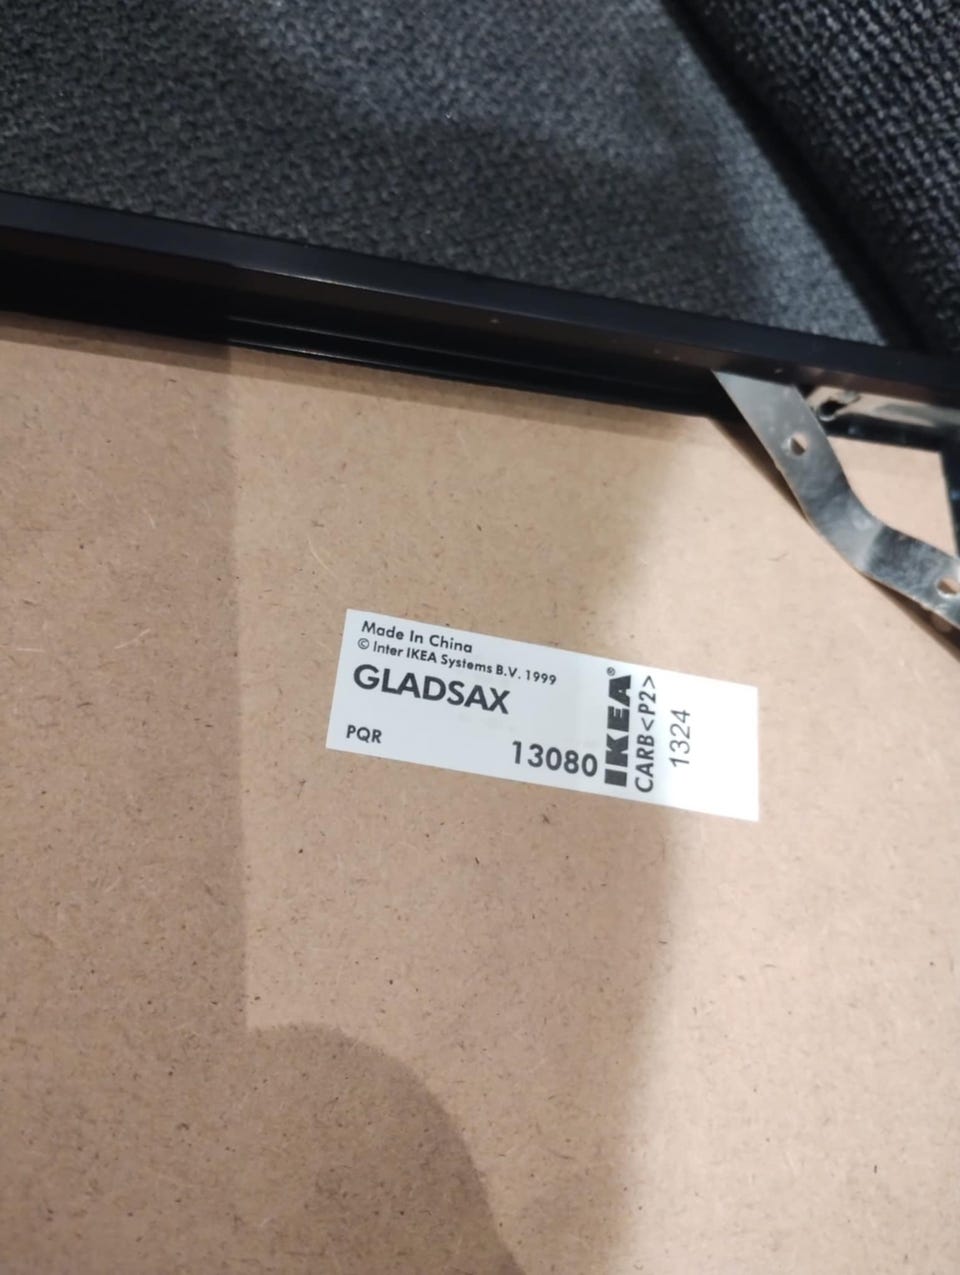 Made In China
© Inter IKEA Systems B.V. 1999
GLADSAX
PQR
13080
IKEA®
CARB<P2>
1324